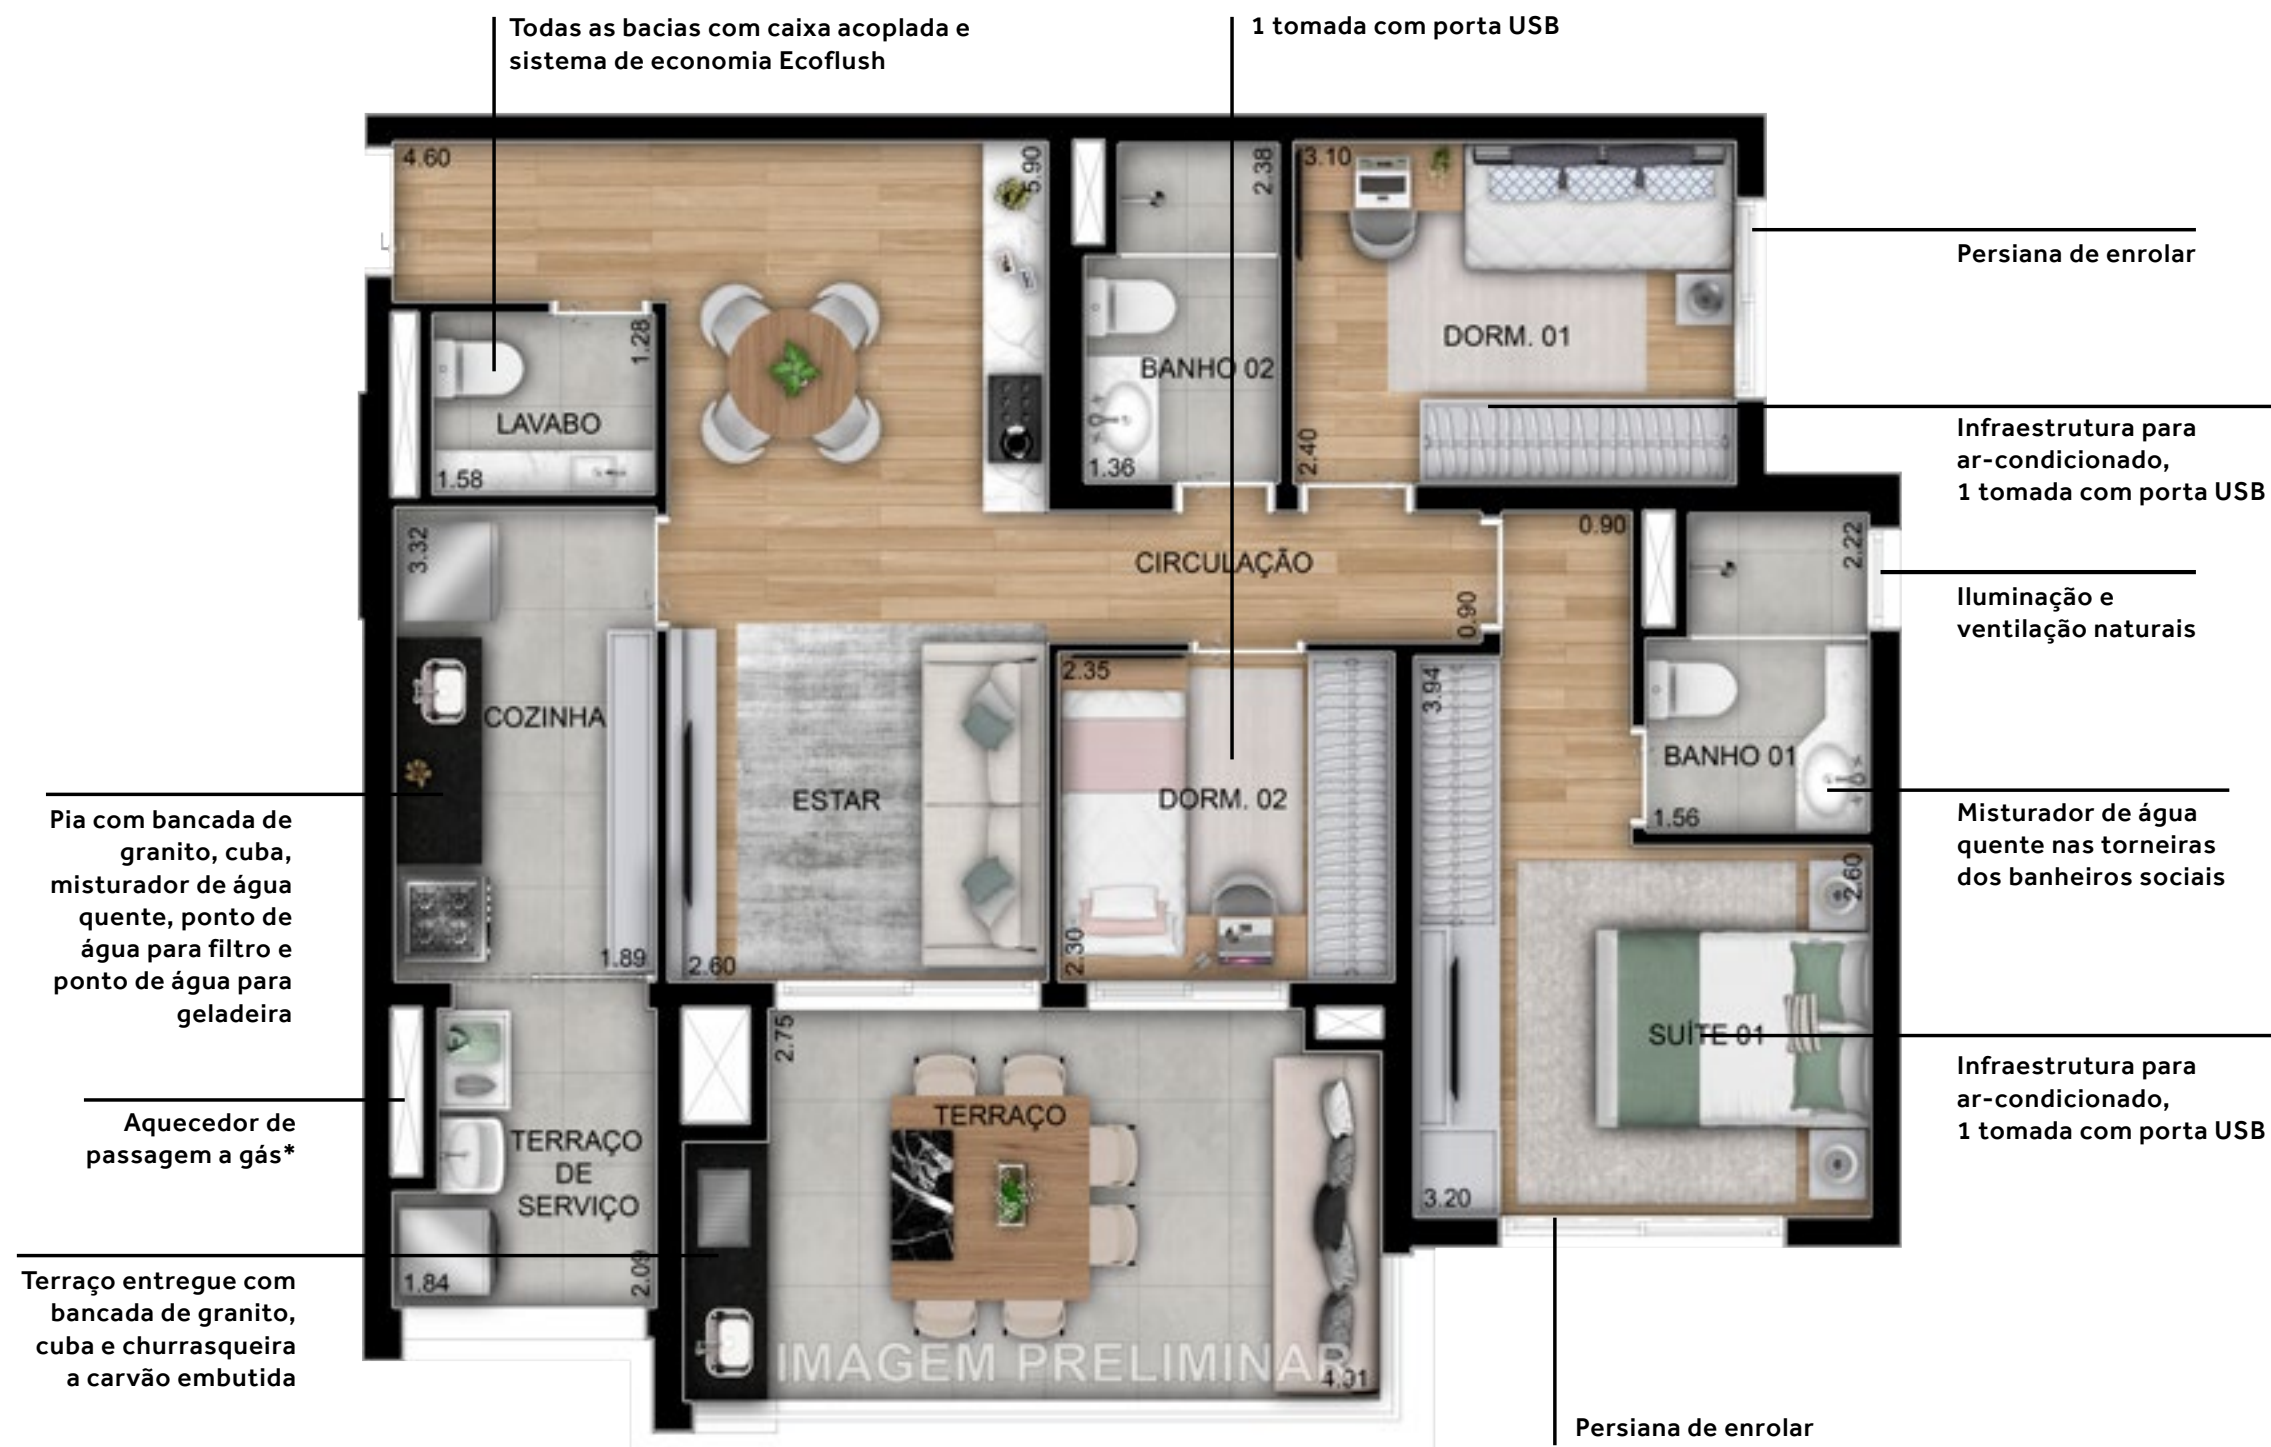 Todas as bacias com caixa acoplada e
sistema de economia Ecoflush
1 tomada com porta USB
4.60
5.90
2.38
3.10
Persiana de enrolar
DORM. 01
1.28
BANHO 02
LAVABO
1.58
1.36
2.40
Infraestrutura para
ar-condicionado,
1 tomada com porta USB
3.32
CIRCULAÇÃO
0.90
0.90
2.22
Iluminação e
ventilação naturais
2.35
3.94
COZINHA
ESTAR
DORM. 02
BANHO 01
1.56
Misturador de água
quente nas torneiras
dos banheiros sociais
Pia com bancada de
granito, cuba,
misturador de água
quente, ponto de
água para filtro e
ponto de água para
geladeira
2.60
1.89
2.60
2.30
2.75
SUÍTE 01
Infraestrutura para
ar-condicionado,
1 tomada com porta USB
TERRAÇO
Aquecedor de
passagem a gás*
TERRAÇO
DE
SERVIÇO
3.20
1.84
2.09
Terraço entregue com
bancada de granito,
cuba e churrasqueira
a carvão embutida
IMAGEM PRELIMINAR
4.01
Persiana de enrolar